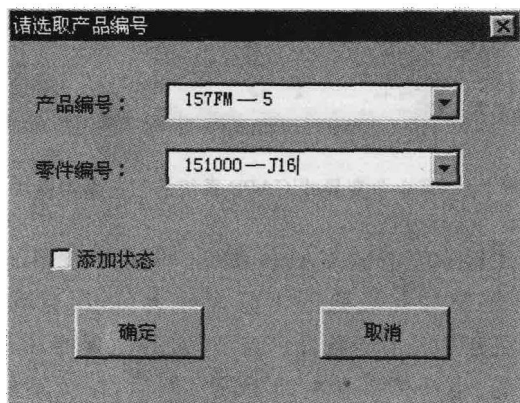 请选取产品编号
产品编号： 157FM — 5
零件编号： 151000—J16
添加状态
确定 取消